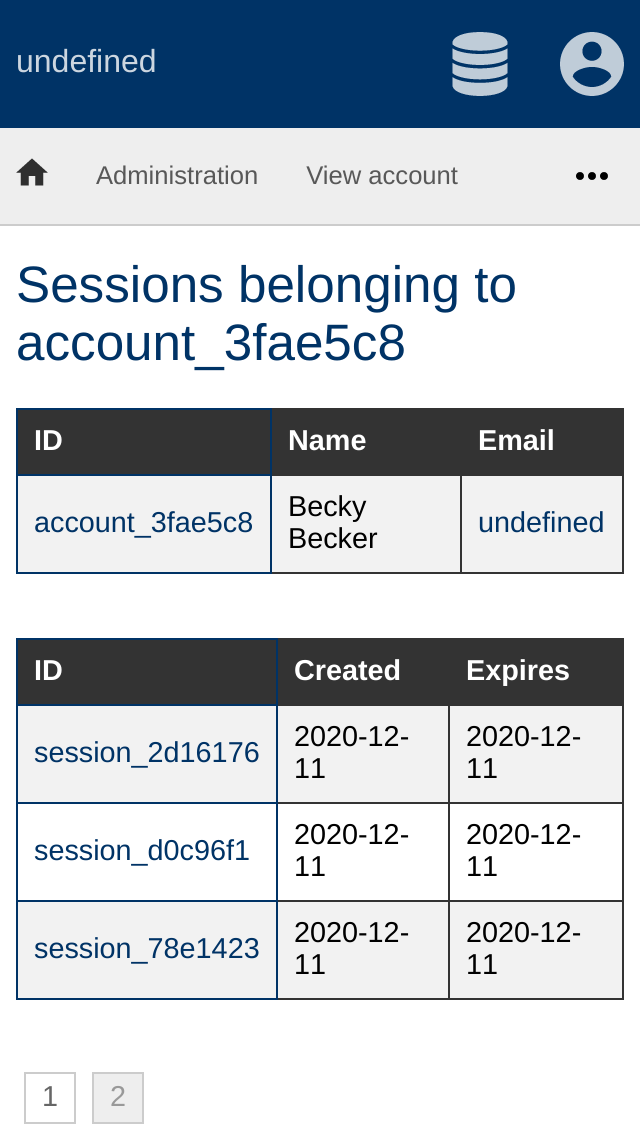 undefined
Administration View account
Sessions belonging to
account_3fae5c8
ID Name Email
account_3fae5c8 Becky Becker undefined
ID Created Expires
session_2d16176 2020-12-11 2020-12-11
session_d0c96f1 2020-12-11 2020-12-11
session_78e1423 2020-12-11 2020-12-11
1 2